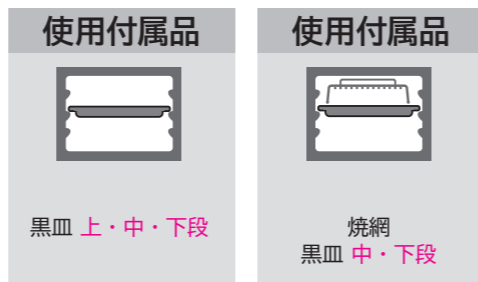 使用付属品
黒皿 上・中・下段
使用付属品
焼網
黒皿 中・下段